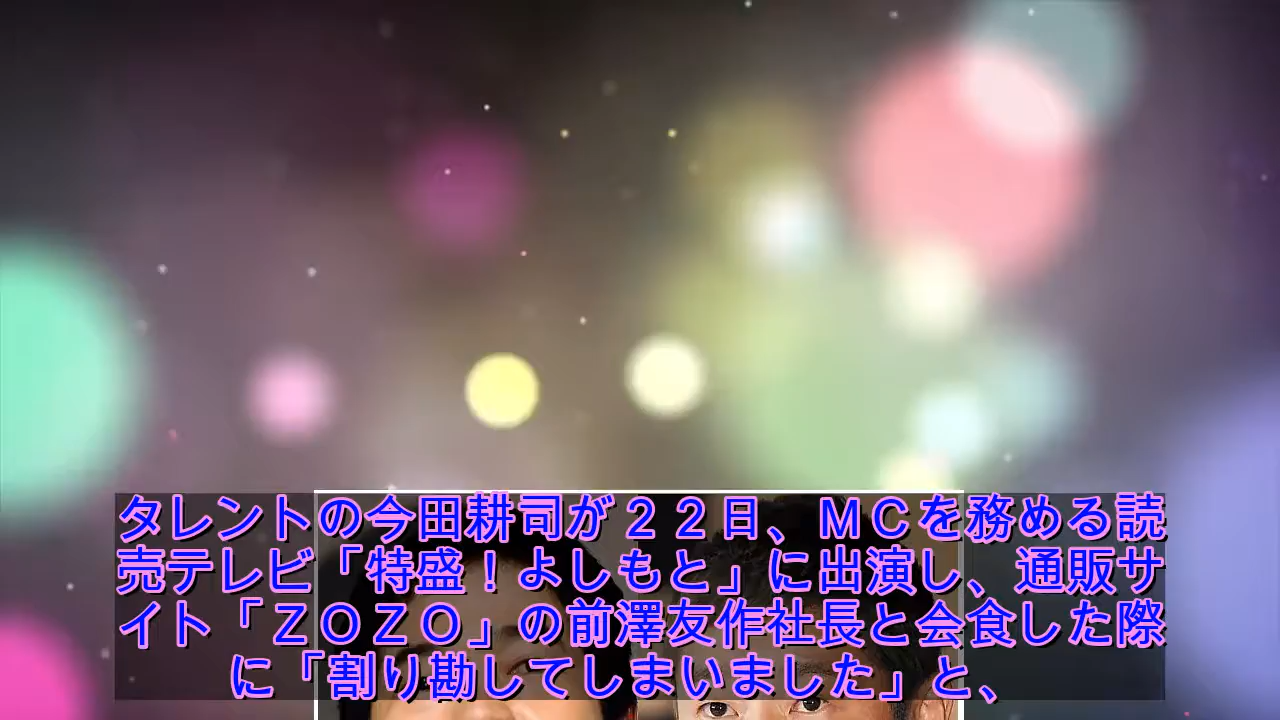 タレントの今田耕司が２２日、ＭＣを務める読
売テレビ「特盛！よしもと」に出演し、通販サ
イト「ＺＯＺＯ」の前澤友作社長と会食した際
に「割り勘してしまいました」と、